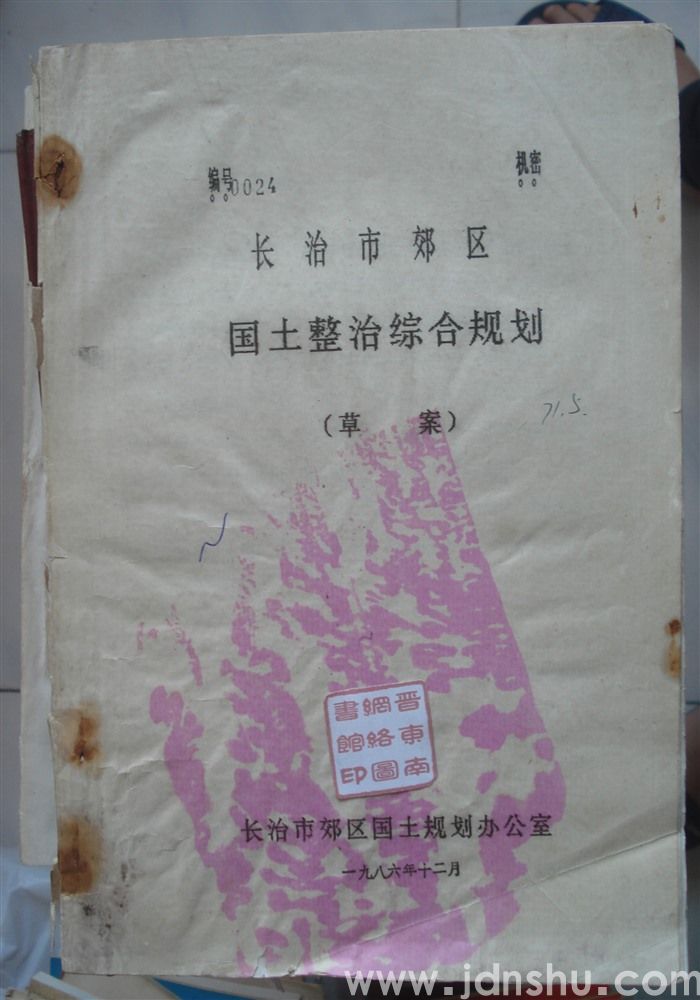 编号0024 机密
长治市郊区
国土整治综合规划
(草 案)
71.5.
晋東南
網絡圖
書館印
长治市郊区国土规划办公室
一九八六年十二月
www.jdnshu.com